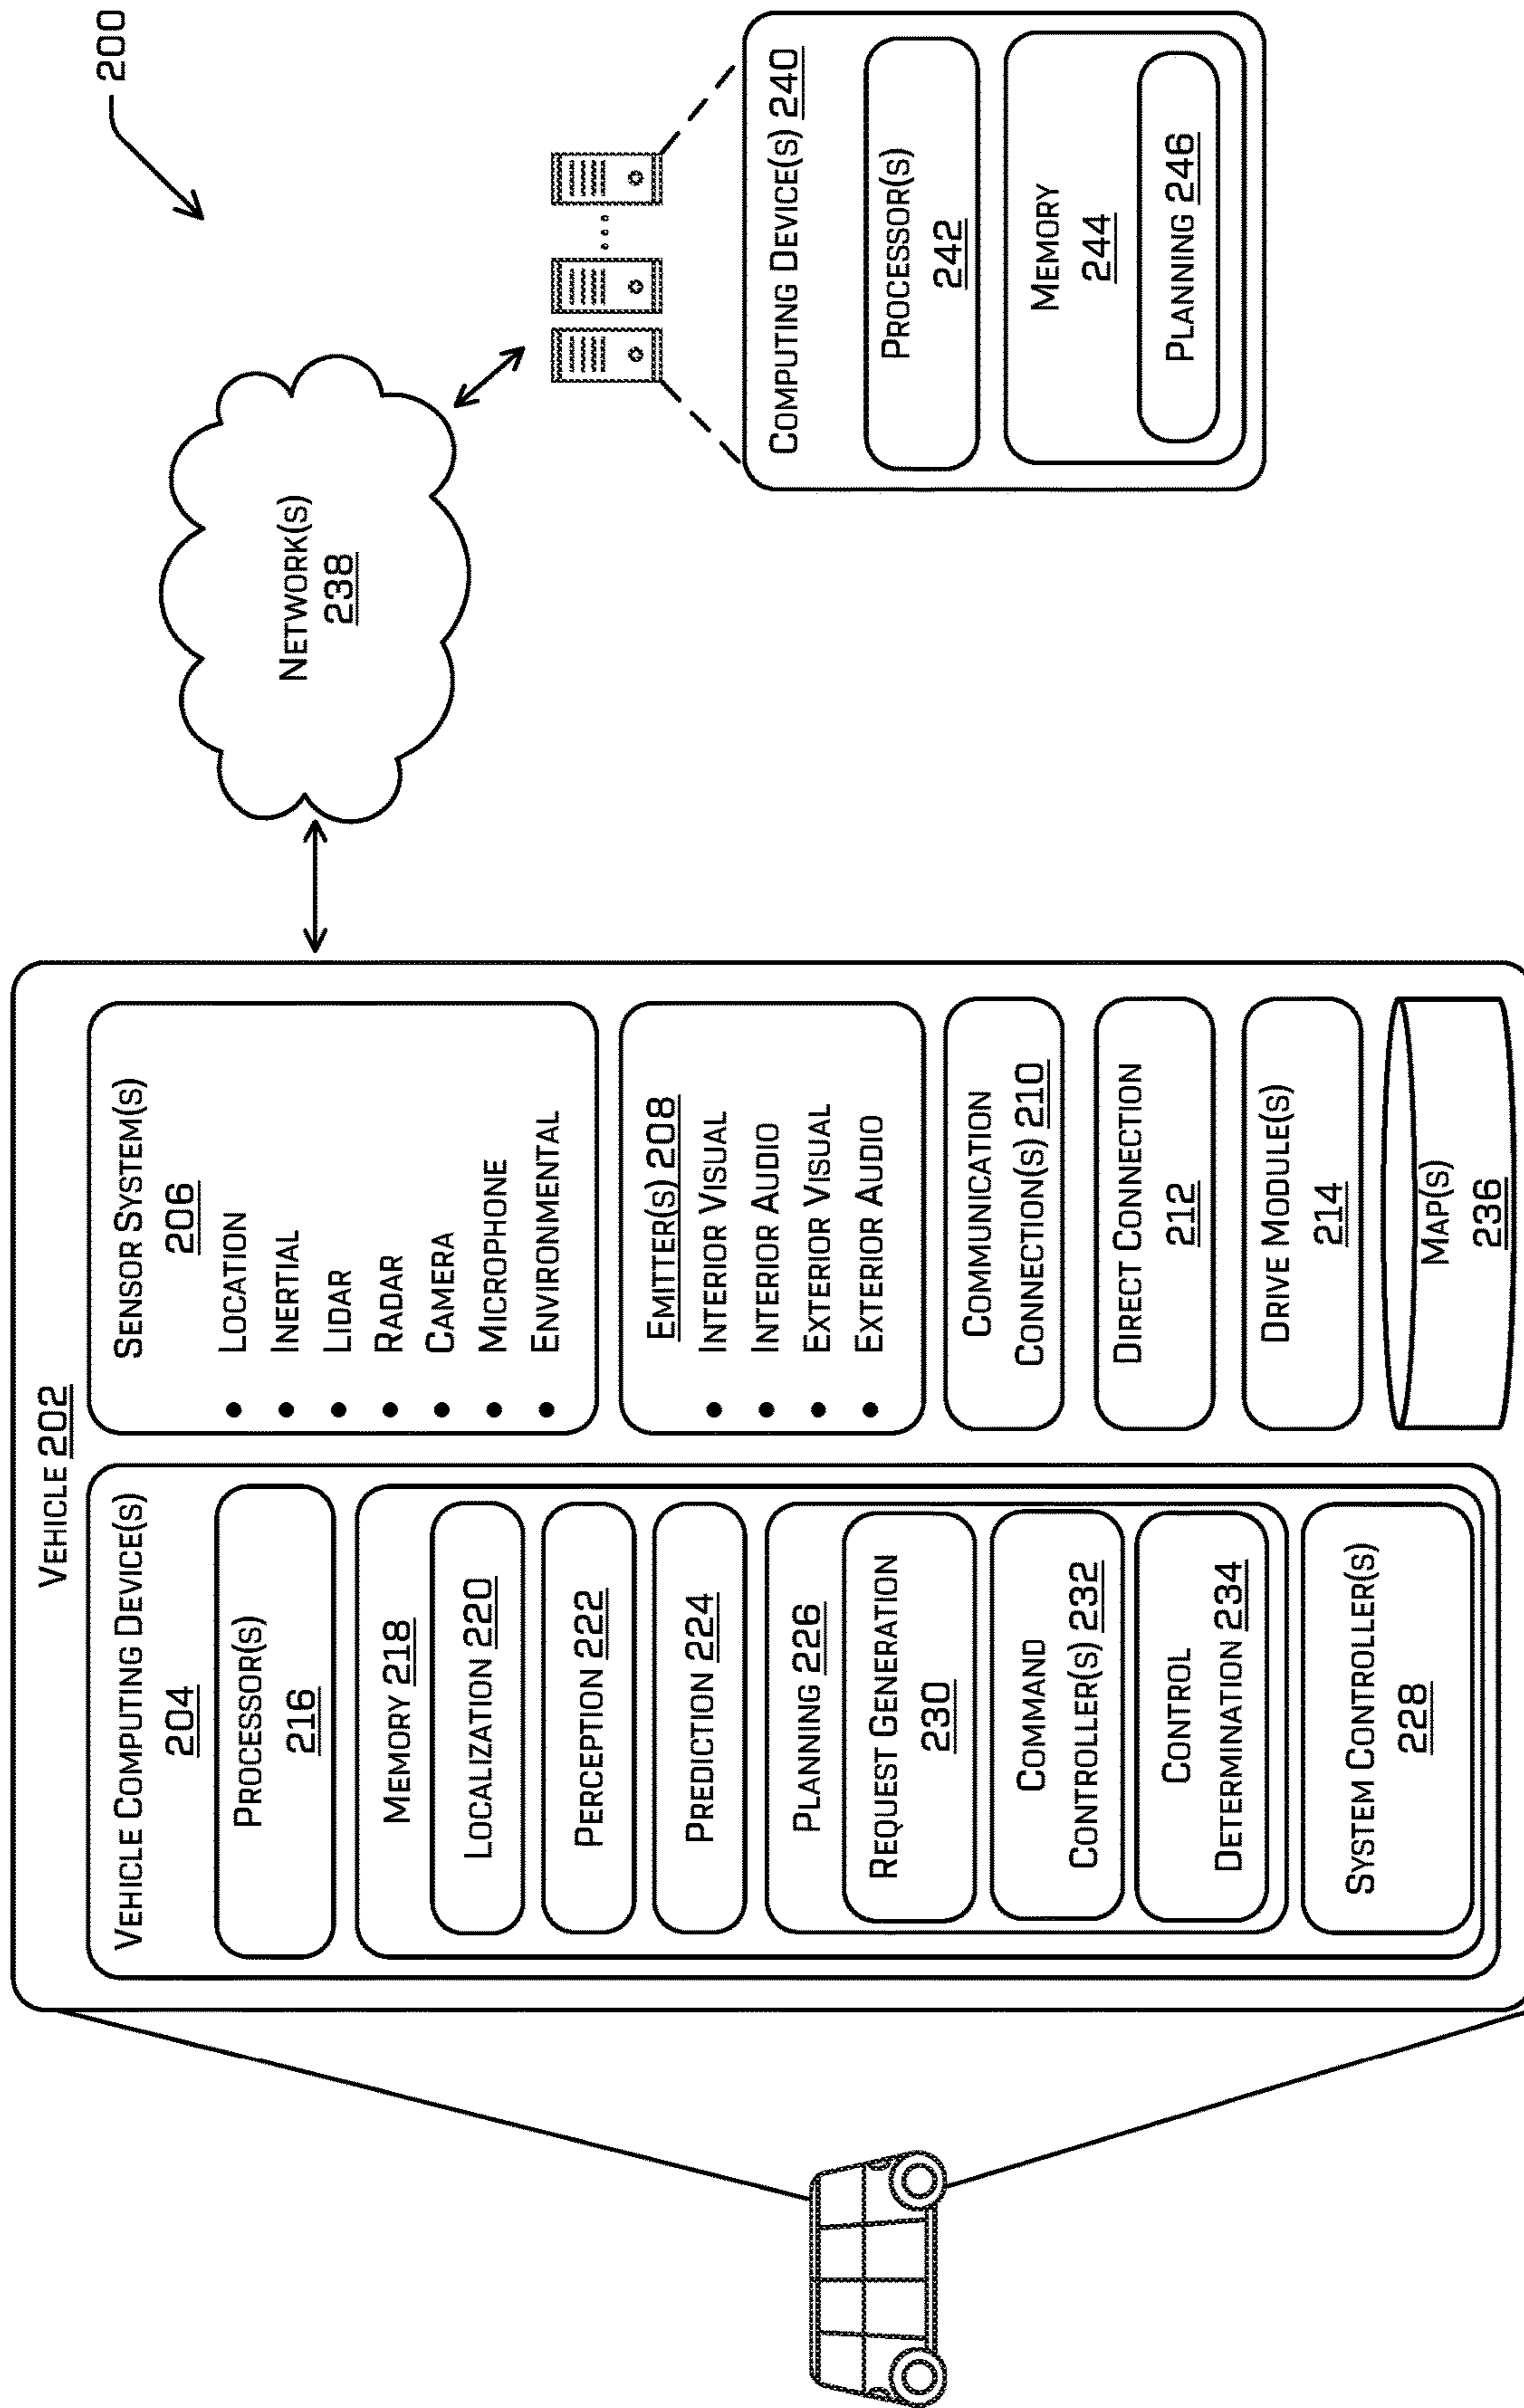 200
VEHICLE 202
VEHICLE COMPUTING DEVICE(S)
204
PROCESSOR(S)
216
MEMORY 218
LOCALIZATION 220
PERCEPTION 222
PREDICTION 224
PLANNING 226
REQUEST GENERATION
230
COMMAND
CONTROLLER(S) 232
CONTROL
DETERMINATION 234
SYSTEM CONTROLLER(S)
228
SENSOR SYSTEM(S)
206
• LOCATION
• INERTIAL
• LIDAR
• RADAR
• CAMERA
• MICROPHONE
• ENVIRONMENTAL
EMITTER(S) 208
• INTERIOR VISUAL
• INTERIOR AUDIO
• EXTERIOR VISUAL
• EXTERIOR AUDIO
COMMUNICATION
CONNECTION(S) 210
DIRECT CONNECTION
212
DRIVE MODULE(S)
214
MAP(S)
236
NETWORK(S)
238
COMPUTING DEVICE(S) 240
PROCESSOR(S)
242
MEMORY
244
PLANNING 246